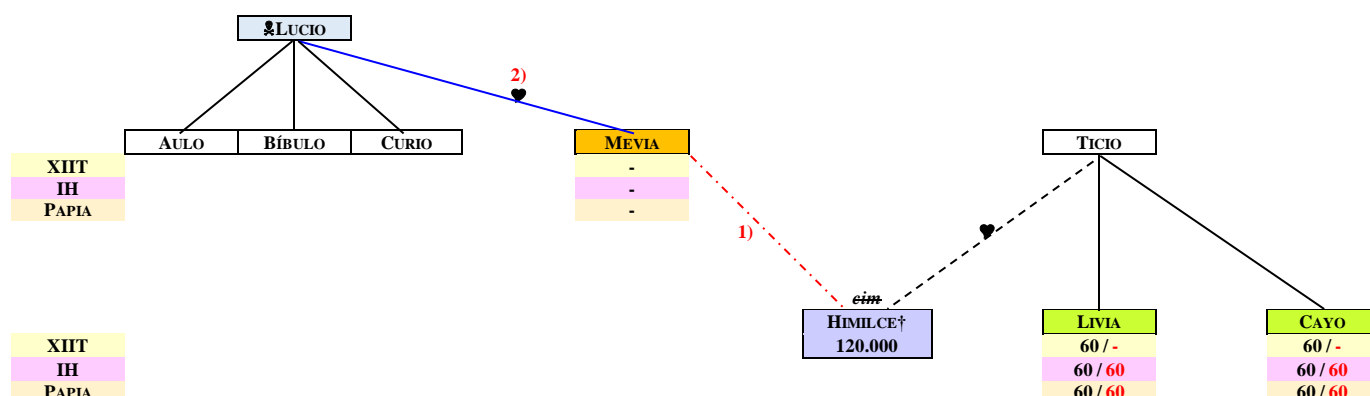 ☠LUCIO
2)
♥
AULO BÍBULO CURIO MEVIA TICIO
XIIT -
IH -
PAPIA -
♥
1)
cim
HIMILCE† LIVIA CAYO
XIIT 120.000 60 / - 60 / -
IH 60 / 60 60 / 60
PAPIA 60 / 60 60 / 60